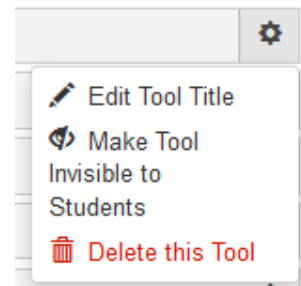 Edit Tool Title
Make Tool
Invisible to
Students
Delete this Tool